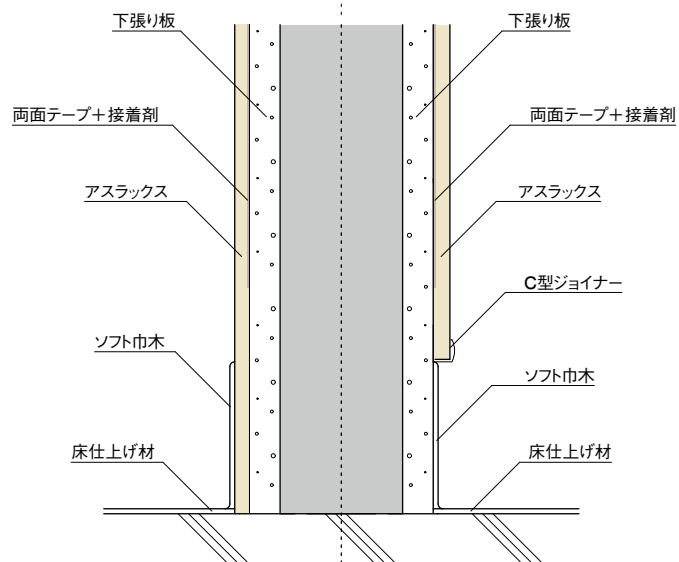 下張り板
下張り板
両面テープ＋接着剤
両面テープ＋接着剤
アスラックス
アスラックス
C型ジョイナー
ソフト巾木
ソフト巾木
床仕上げ材
床仕上げ材